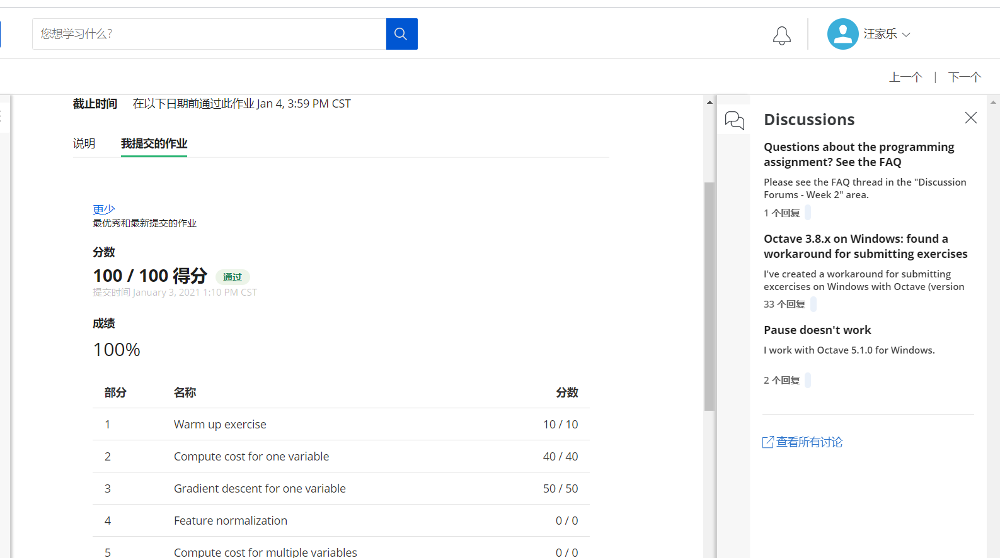 您想学习什么?
汪家乐
上一个 | 下一个
截止时间 在以下日期前通过此作业 Jan 4, 3:59 PM CST
说明 我提交的作业
更少
最优秀和最新提交的作业
分数
100 / 100 得分 通过
提交时间 January 3, 2021 1:10 PM CST
成绩
100%
部分 名称 分数
1 Warm up exercise 10 / 10
2 Compute cost for one variable 40 / 40
3 Gradient descent for one variable 50 / 50
4 Feature normalization 0 / 0
5 Compute cost for multiple variables 0 / 0
Discussions
Questions about the programming
assignment? See the FAQ
Please see the FAQ thread in the "Discussion
Forums - Week 2" area.
1 个回复
Octave 3.8.x on Windows: found a
workaround for submitting exercises
I've created a workaround for submitting
excercises on Windows with Octave (version
33 个回复
Pause doesn't work
I work with Octave 5.1.0 for Windows.
2 个回复
查看所有讨论